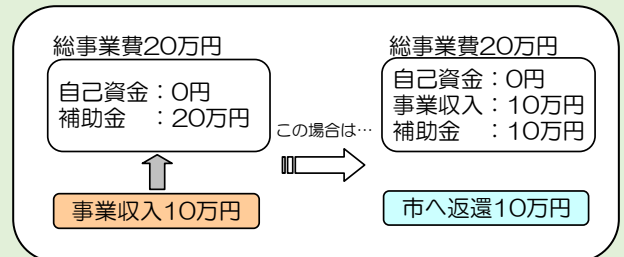 総事業費20万円
自己資金：0円
補助金　：20万円
事業収入10万円
この場合は…
総事業費20万円
自己資金：0円
事業収入：10万円
補助金　：10万円
市へ返還10万円